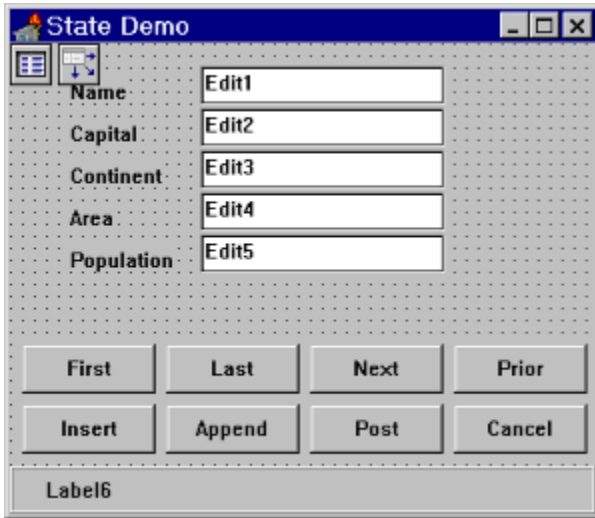 State Demo
Name Edit1
Capital Edit2
Continent Edit3
Area Edit4
Population Edit5
First Last Next Prior
Insert Append Post Cancel
Label6